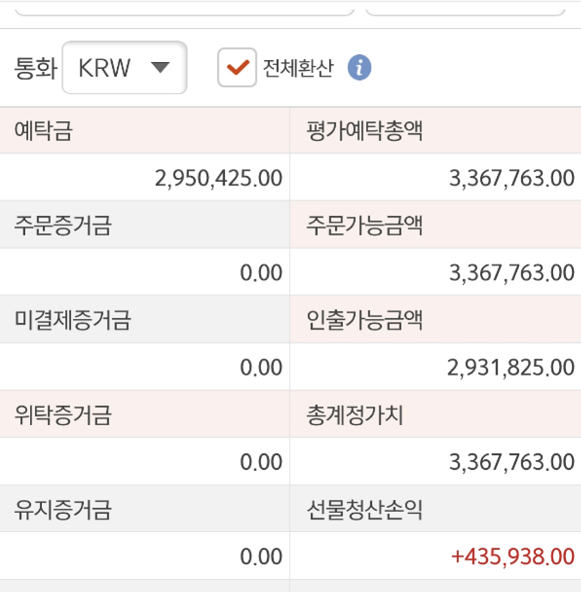 통화 KRW 전체환산
예탁금 평가예탁총액
2,950,425.00 3,367,763.00
주문증거금 주문가능금액
0.00 3,367,763.00
미결제증거금 인출가능금액
0.00 2,931,825.00
위탁증거금 총계정가치
0.00 3,367,763.00
유지증거금 선물청산손익
0.00 +435,938.00